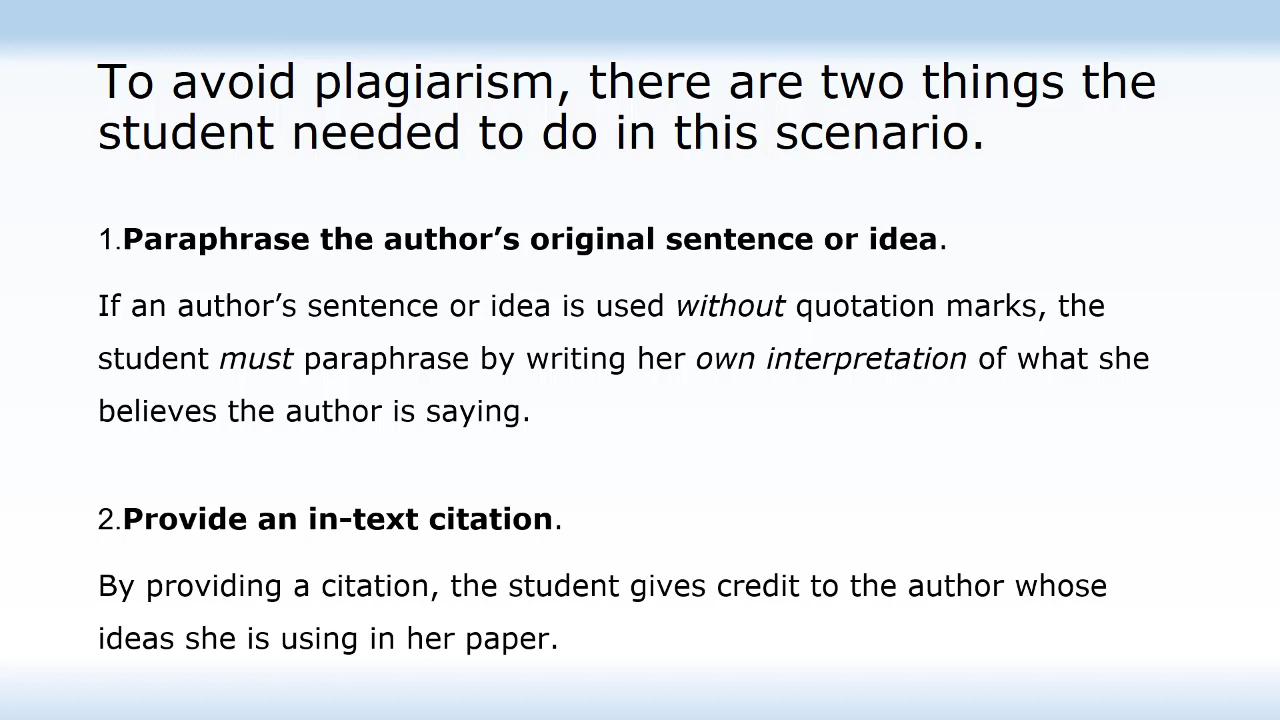 To avoid plagiarism, there are two things the
student needed to do in this scenario.
1.Paraphrase the author’s original sentence or idea.
If an author’s sentence or idea is used without quotation marks, the
student must paraphrase by writing her own interpretation of what she
believes the author is saying.
2.Provide an in-text citation.
By providing a citation, the student gives credit to the author whose
ideas she is using in her paper.